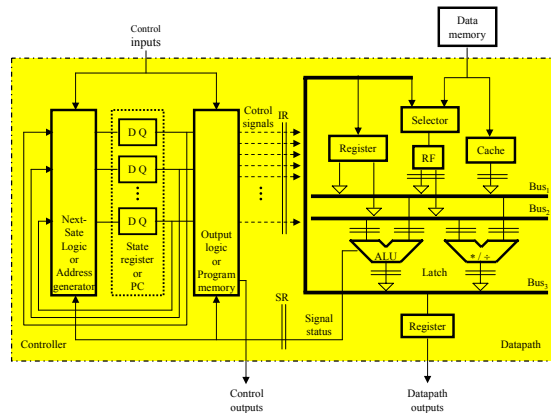 Control
inputs
Data
memory
Cotrol
signals
IR
Selector
Register
RF
Cache
D Q
D Q
D Q
Bus1
Bus2
Next-
Sate
Logic
or
Address
generator
State
register
or
PC
Output
logic
or
Program
memory
ALU
* / ÷
Latch
Bus3
SR
Signal
status
Register
Controller
Datapath
Control
outputs
Datapath
outputs